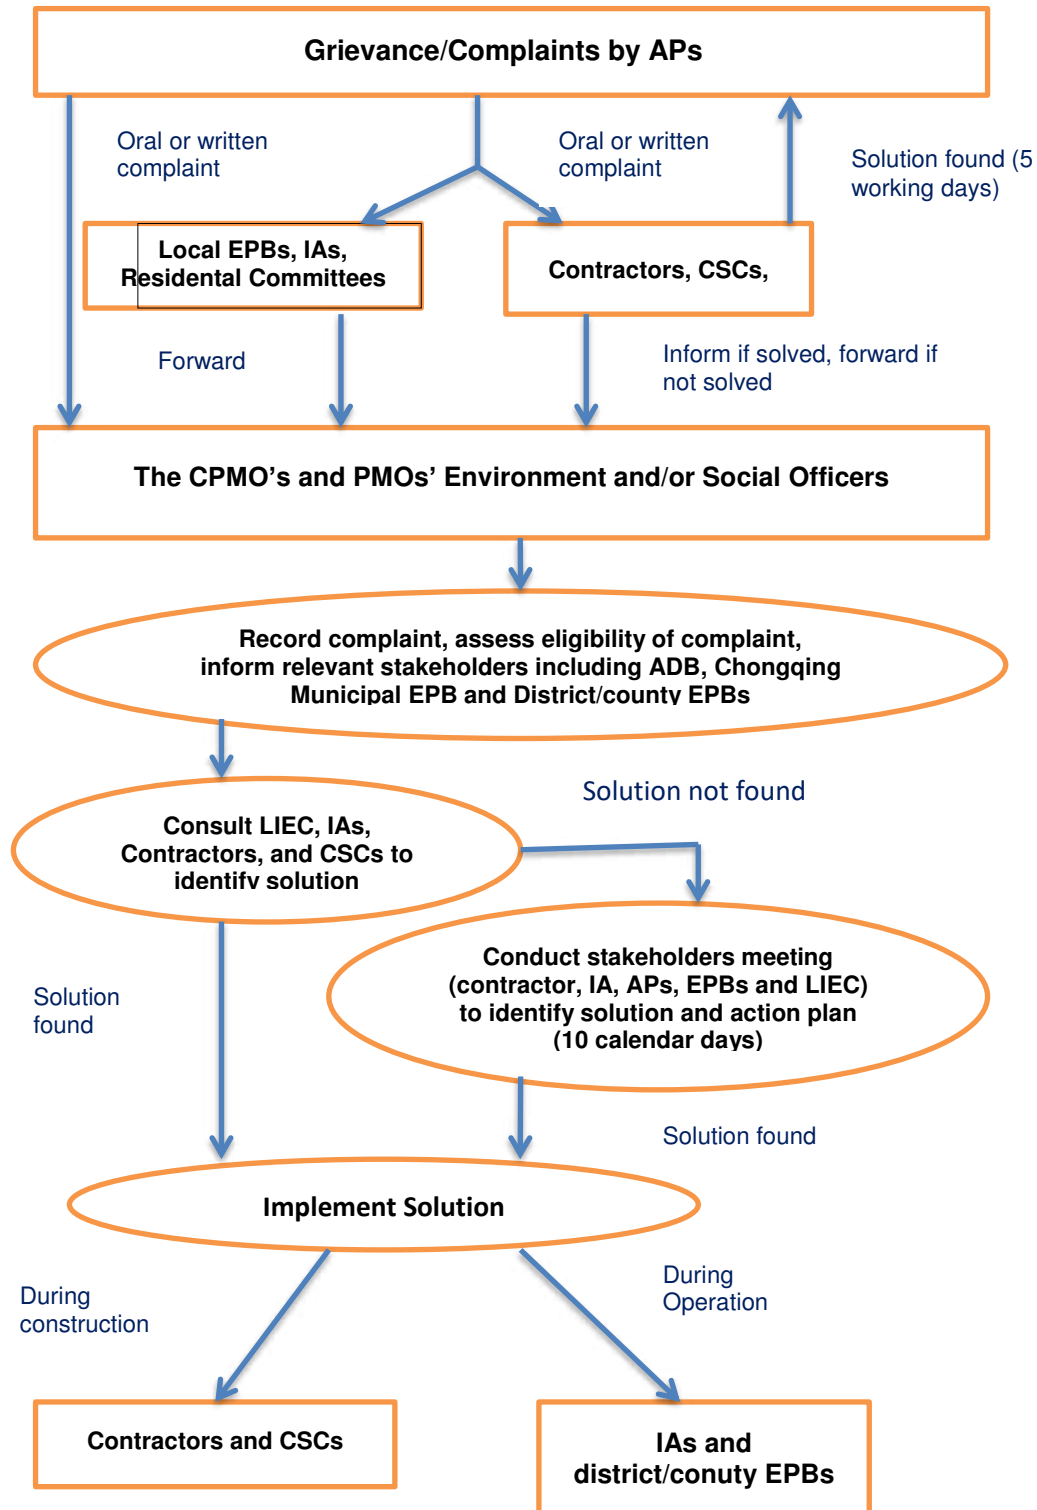 Grievance/Complaints by APs
Oral or written
complaint
Oral or written
complaint
Solution found (5
working days)
Local EPBs, IAs,
Residental Committees
Contractors, CSCs,
Forward
Inform if solved, forward if
not solved
The CPMO's and PMOs' Environment and/or Social Officers
Record complaint, assess eligibility of complaint,
inform relevant stakeholders including ADB, Chongqing
Municipal EPB and District/county EPBs
Solution not found
Consult LIEC, IAs,
Contractors, and CSCs to
identify solution
Conduct stakeholders meeting
(contractor, IA, APs, EPBs and LIEC)
to identify solution and action plan
(10 calendar days)
Solution
found
Solution found
Implement Solution
During
construction
During
Operation
Contractors and CSCs
IAs and
district/conuty EPBs